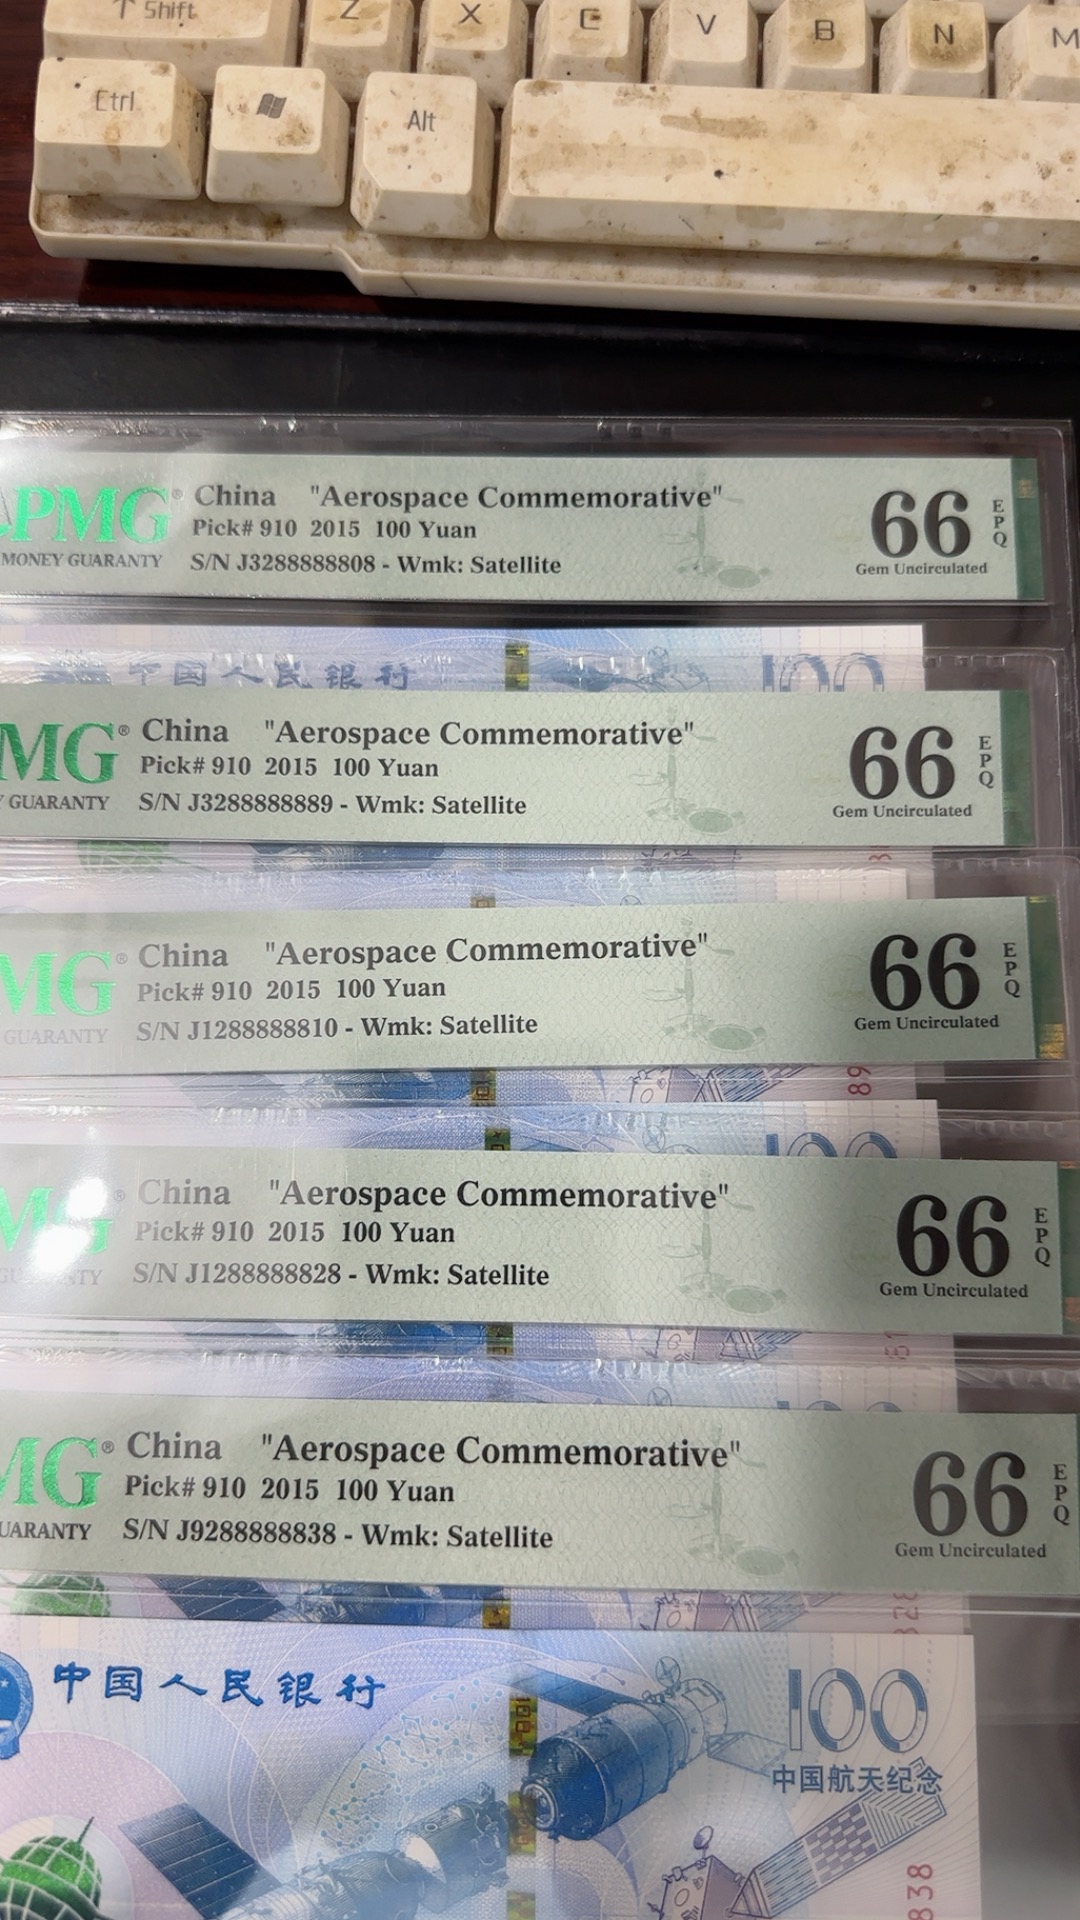 ↑ Shift Z X C V B N M
Ctrl Alt
PMG® China "Aerospace Commemorative" 66 EPQ
Pick# 910 2015 100 Yuan
MONEY GUARANTY S/N J3288888808 - Wmk: Satellite Gem Uncirculated
中国人民银行 100
MG® China "Aerospace Commemorative" 66 EPQ
Pick# 910 2015 100 Yuan
Y GUARANTY S/N J3288888889 - Wmk: Satellite Gem Uncirculated
MG® China "Aerospace Commemorative" 66 EPQ
Pick# 910 2015 100 Yuan
GUARANTY S/N J1288888810 - Wmk: Satellite Gem Uncirculated
89
100
MG® China "Aerospace Commemorative" 66 EPQ
Pick# 910 2015 100 Yuan
S/N J1288888828 - Wmk: Satellite Gem Uncirculated
MG® China "Aerospace Commemorative" 66 EPQ
Pick# 910 2015 100 Yuan
UARANTY S/N J9288888838 - Wmk: Satellite Gem Uncirculated
中国人民银行 100
中国航天纪念
838